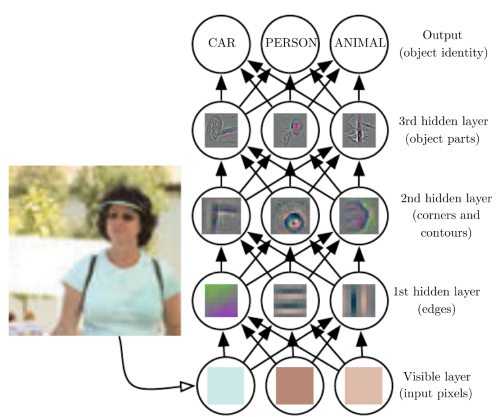 CAR PERSON ANIMAL
Output
(object identity)
3rd hidden layer
(object parts)
2nd hidden layer
(corners and
contours)
1st hidden layer
(edges)
Visible layer
(input pixels)